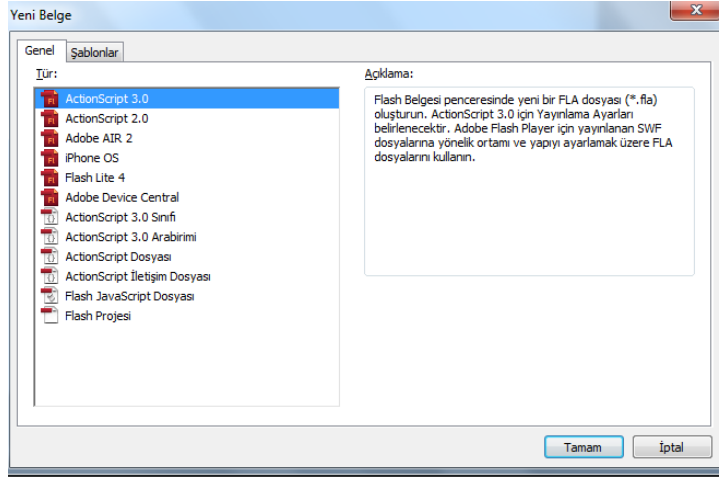 Yeni Belge
Genel
Şablonlar
Tür:
ActionScript 3.0
ActionScript 2.0
Adobe AIR 2
iPhone OS
Flash Lite 4
Adobe Device Central
ActionScript 3.0 Sınıfı
ActionScript 3.0 Arabirimi
ActionScript Dosyası
ActionScript İletişim Dosyası
Flash JavaScript Dosyası
Flash Projesi
Açıklama:
Flash Belgesi penceresinde yeni bir FLA dosyası (*.fla)
oluşturun. ActionScript 3.0 için Yayınlama Ayarları
belirlenecektir. Adobe Flash Player için yayınlanan SWF
dosyalarına yönelik ortamı ve yapıyı ayarlamak üzere FLA
dosyalarını kullanın.
Tamam
İptal